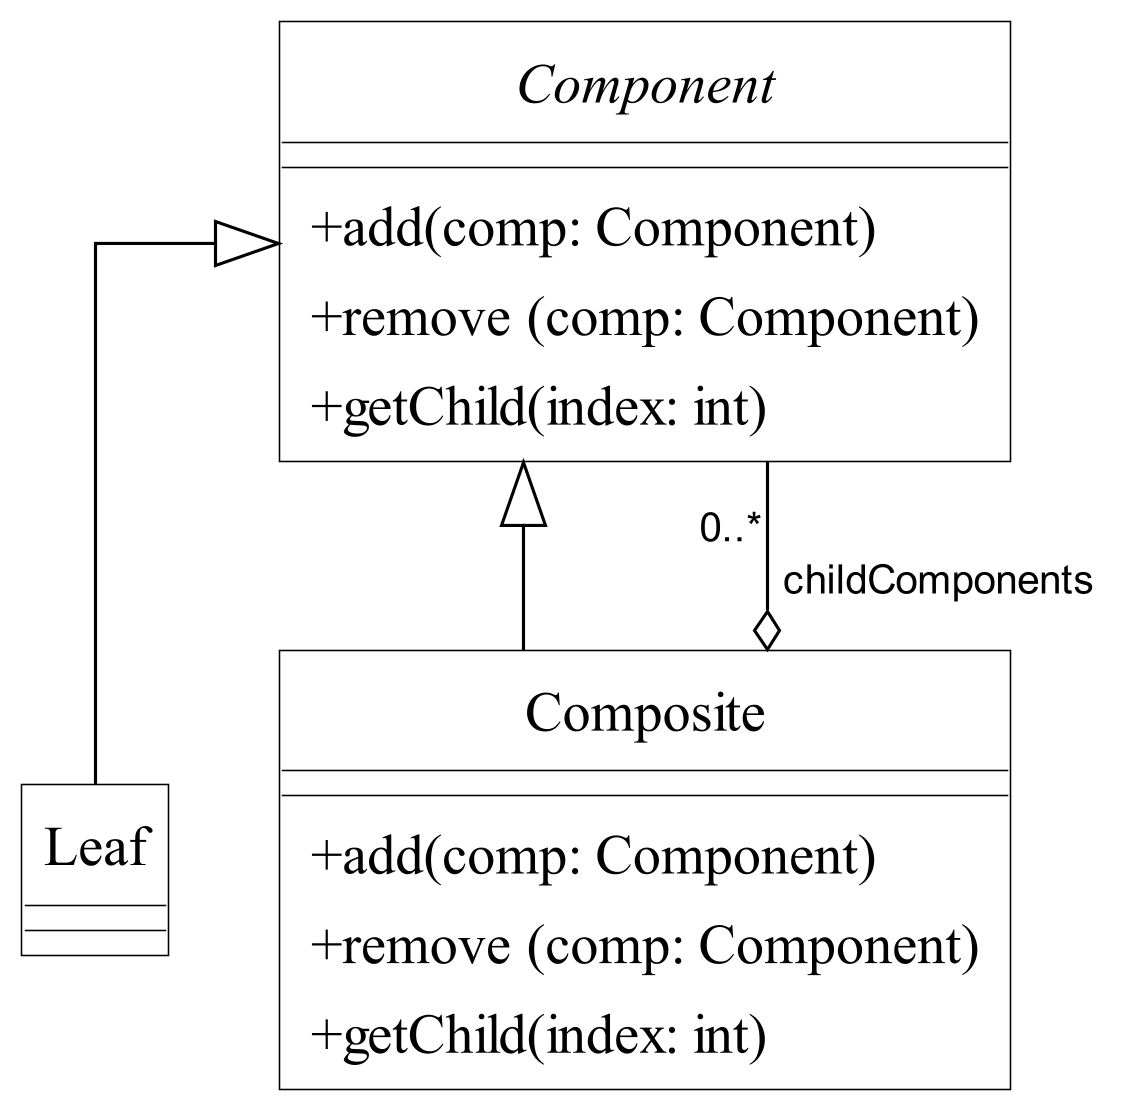 Component
+add(comp: Component)
+remove (comp: Component)
+getChild(index: int)
0..*
childComponents
Composite
+add(comp: Component)
+remove (comp: Component)
+getChild(index: int)
Leaf